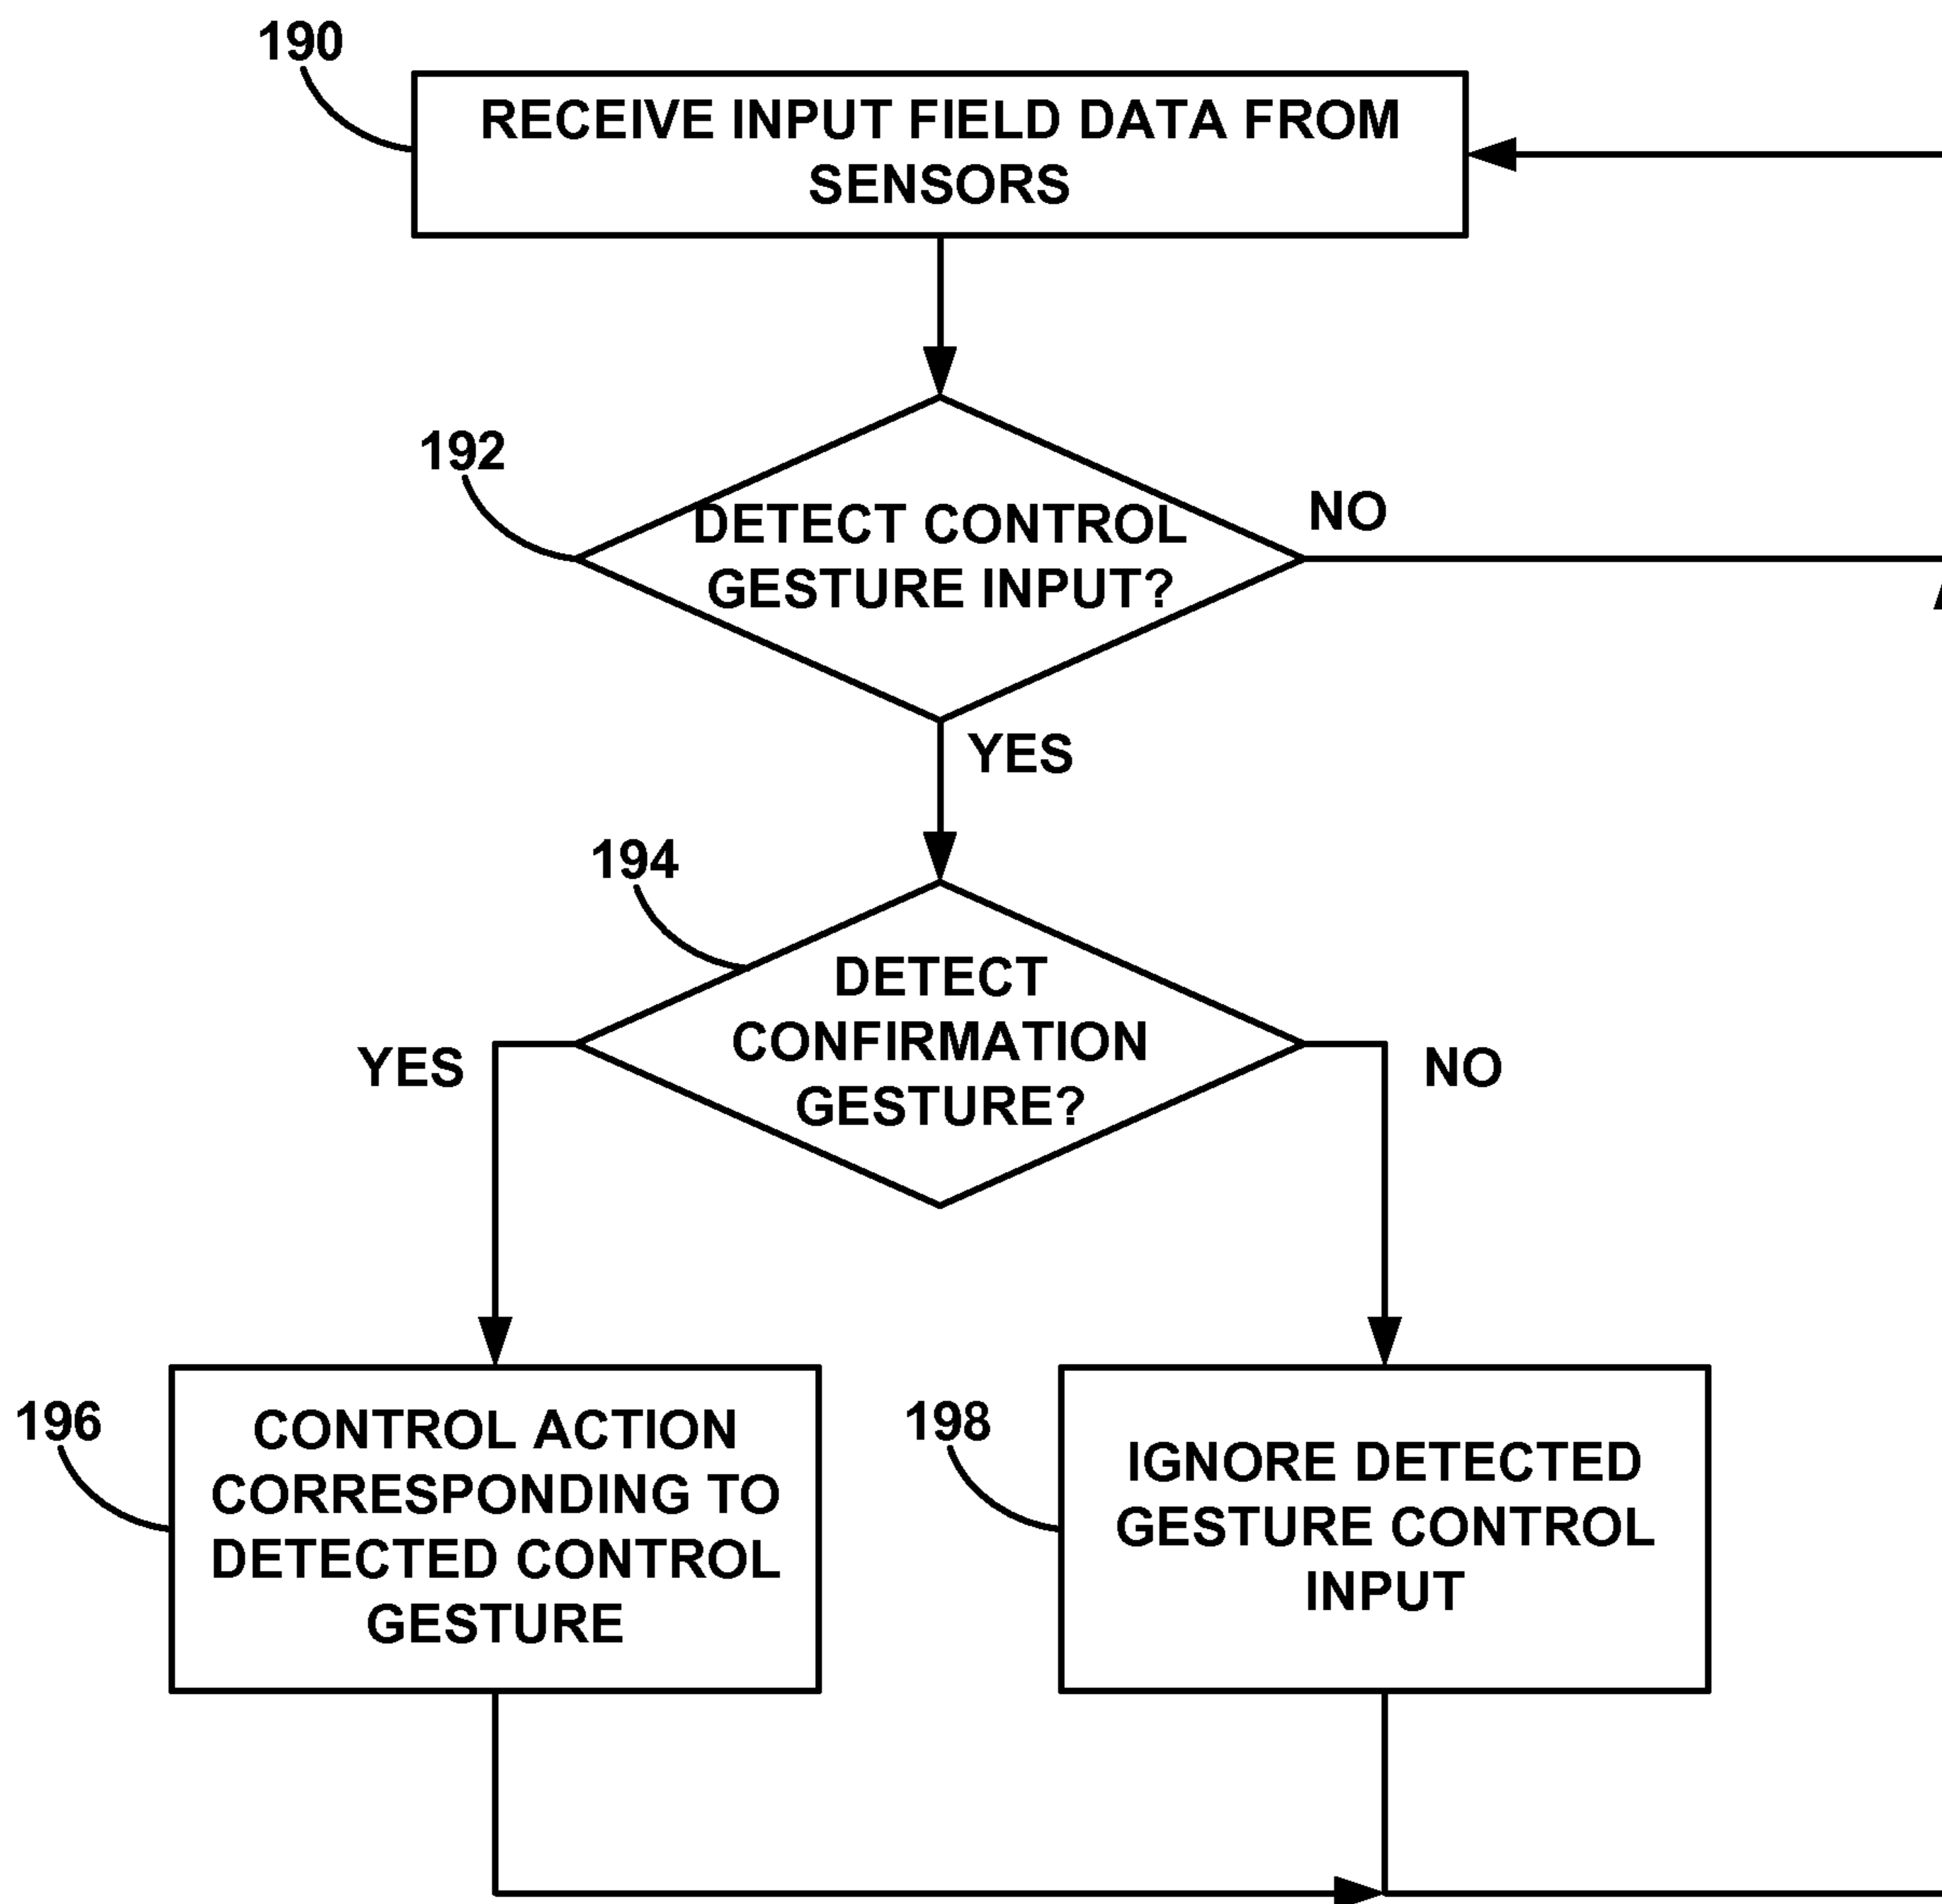 190
RECEIVE INPUT FIELD DATA FROM
SENSORS
192
DETECT CONTROL
GESTURE INPUT?
NO
YES
194
DETECT
CONFIRMATION
GESTURE?
YES
NO
196
CONTROL ACTION
CORRESPONDING TO
DETECTED CONTROL
GESTURE
198
IGNORE DETECTED
GESTURE CONTROL
INPUT